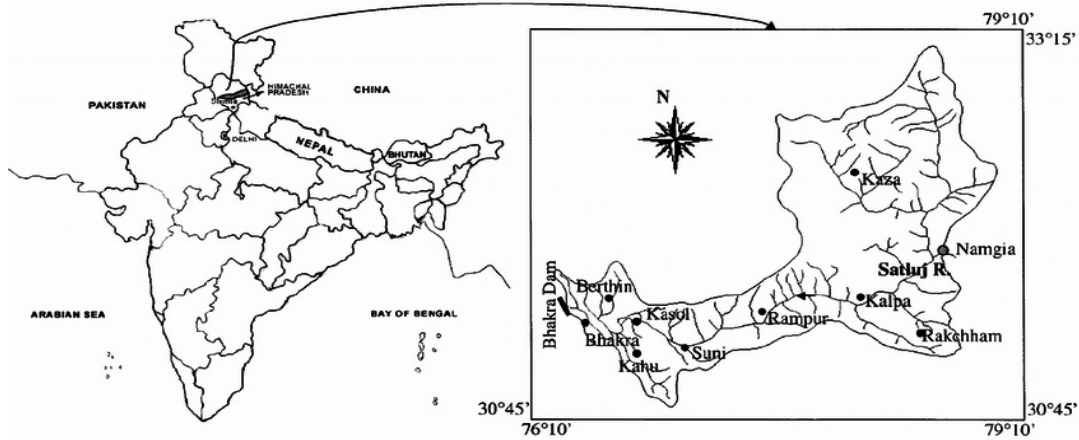 PAKISTAN
HIMACHAL
PRADESH
Shimla
CHINA
DELHI
NEPAL
BHUTAN
ARABIAN SEA
BAY OF BENGAL
79°10'
33°15'
N
Kaza
Namgia
Satluj R.
Bhakra Dam
Berthin
Kasol
Kalpa
Rampur
Bhakra
Rakchham
Suni
Kahu
30°45'
30°45'
76°10'
79°10'